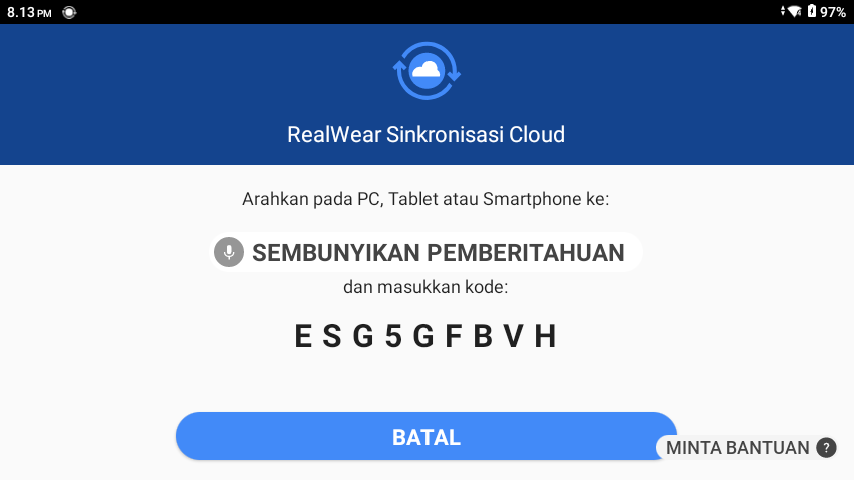 8.13 PM
97%
RealWear Sinkronisasi Cloud
Arahkan pada PC, Tablet atau Smartphone ke:
SEMBUNYIKAN PEMBERITAHUAN
dan masukkan kode:
ESG5GFBVH
BATAL
MINTA BANTUAN ?